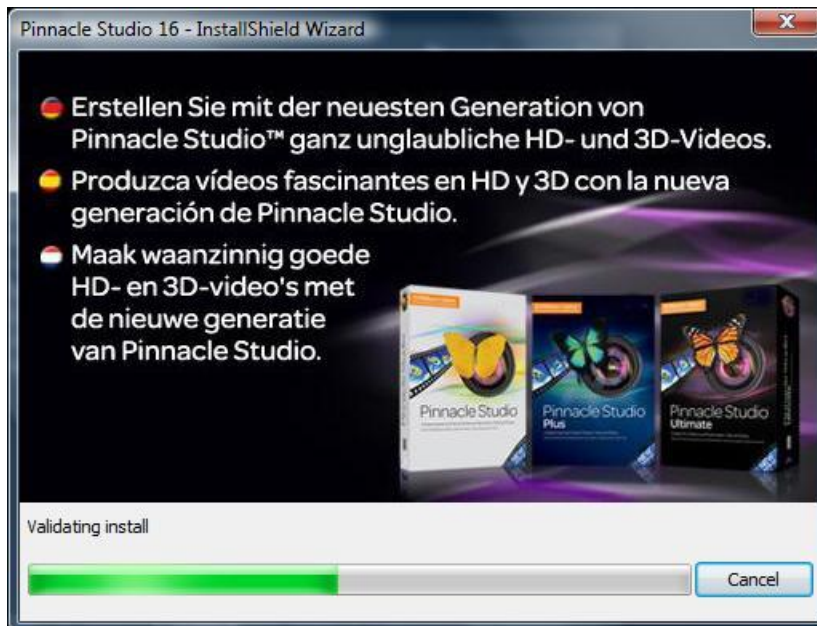 Pinnacle Studio 16 - InstallShield Wizard
Erstellen Sie mit der neuesten Generation von
Pinnacle Studio™ ganz unglaubliche HD- und 3D-Videos.
Produzca vídeos fascinantes en HD y 3D con la nueva
generación de Pinnacle Studio.
Maak waanzinnig goede
HD- en 3D-video's met
de nieuwe generatie
van Pinnacle Studio.
Pinnacle Studio
Pinnacle Studio
Plus
Pinnacle Studio
Ultimate
Validating install
Cancel